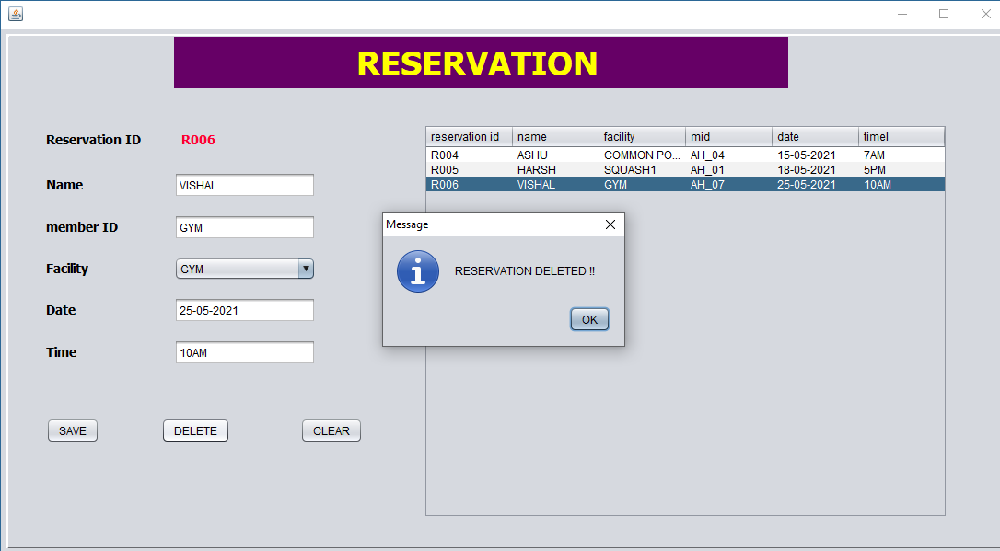 RESERVATION
Reservation ID R006
Name VISHAL
member ID GYM
Facility GYM
Date 25-05-2021
Time 10AM
SAVE DELETE CLEAR
reservation id name facility mid date timel
R004 ASHU COMMON PO... AH_04 15-05-2021 7AM
R005 HARSH SQUASH1 AH_01 18-05-2021 5PM
R006 VISHAL GYM AH_07 25-05-2021 10AM
Message
RESERVATION DELETED !!
OK